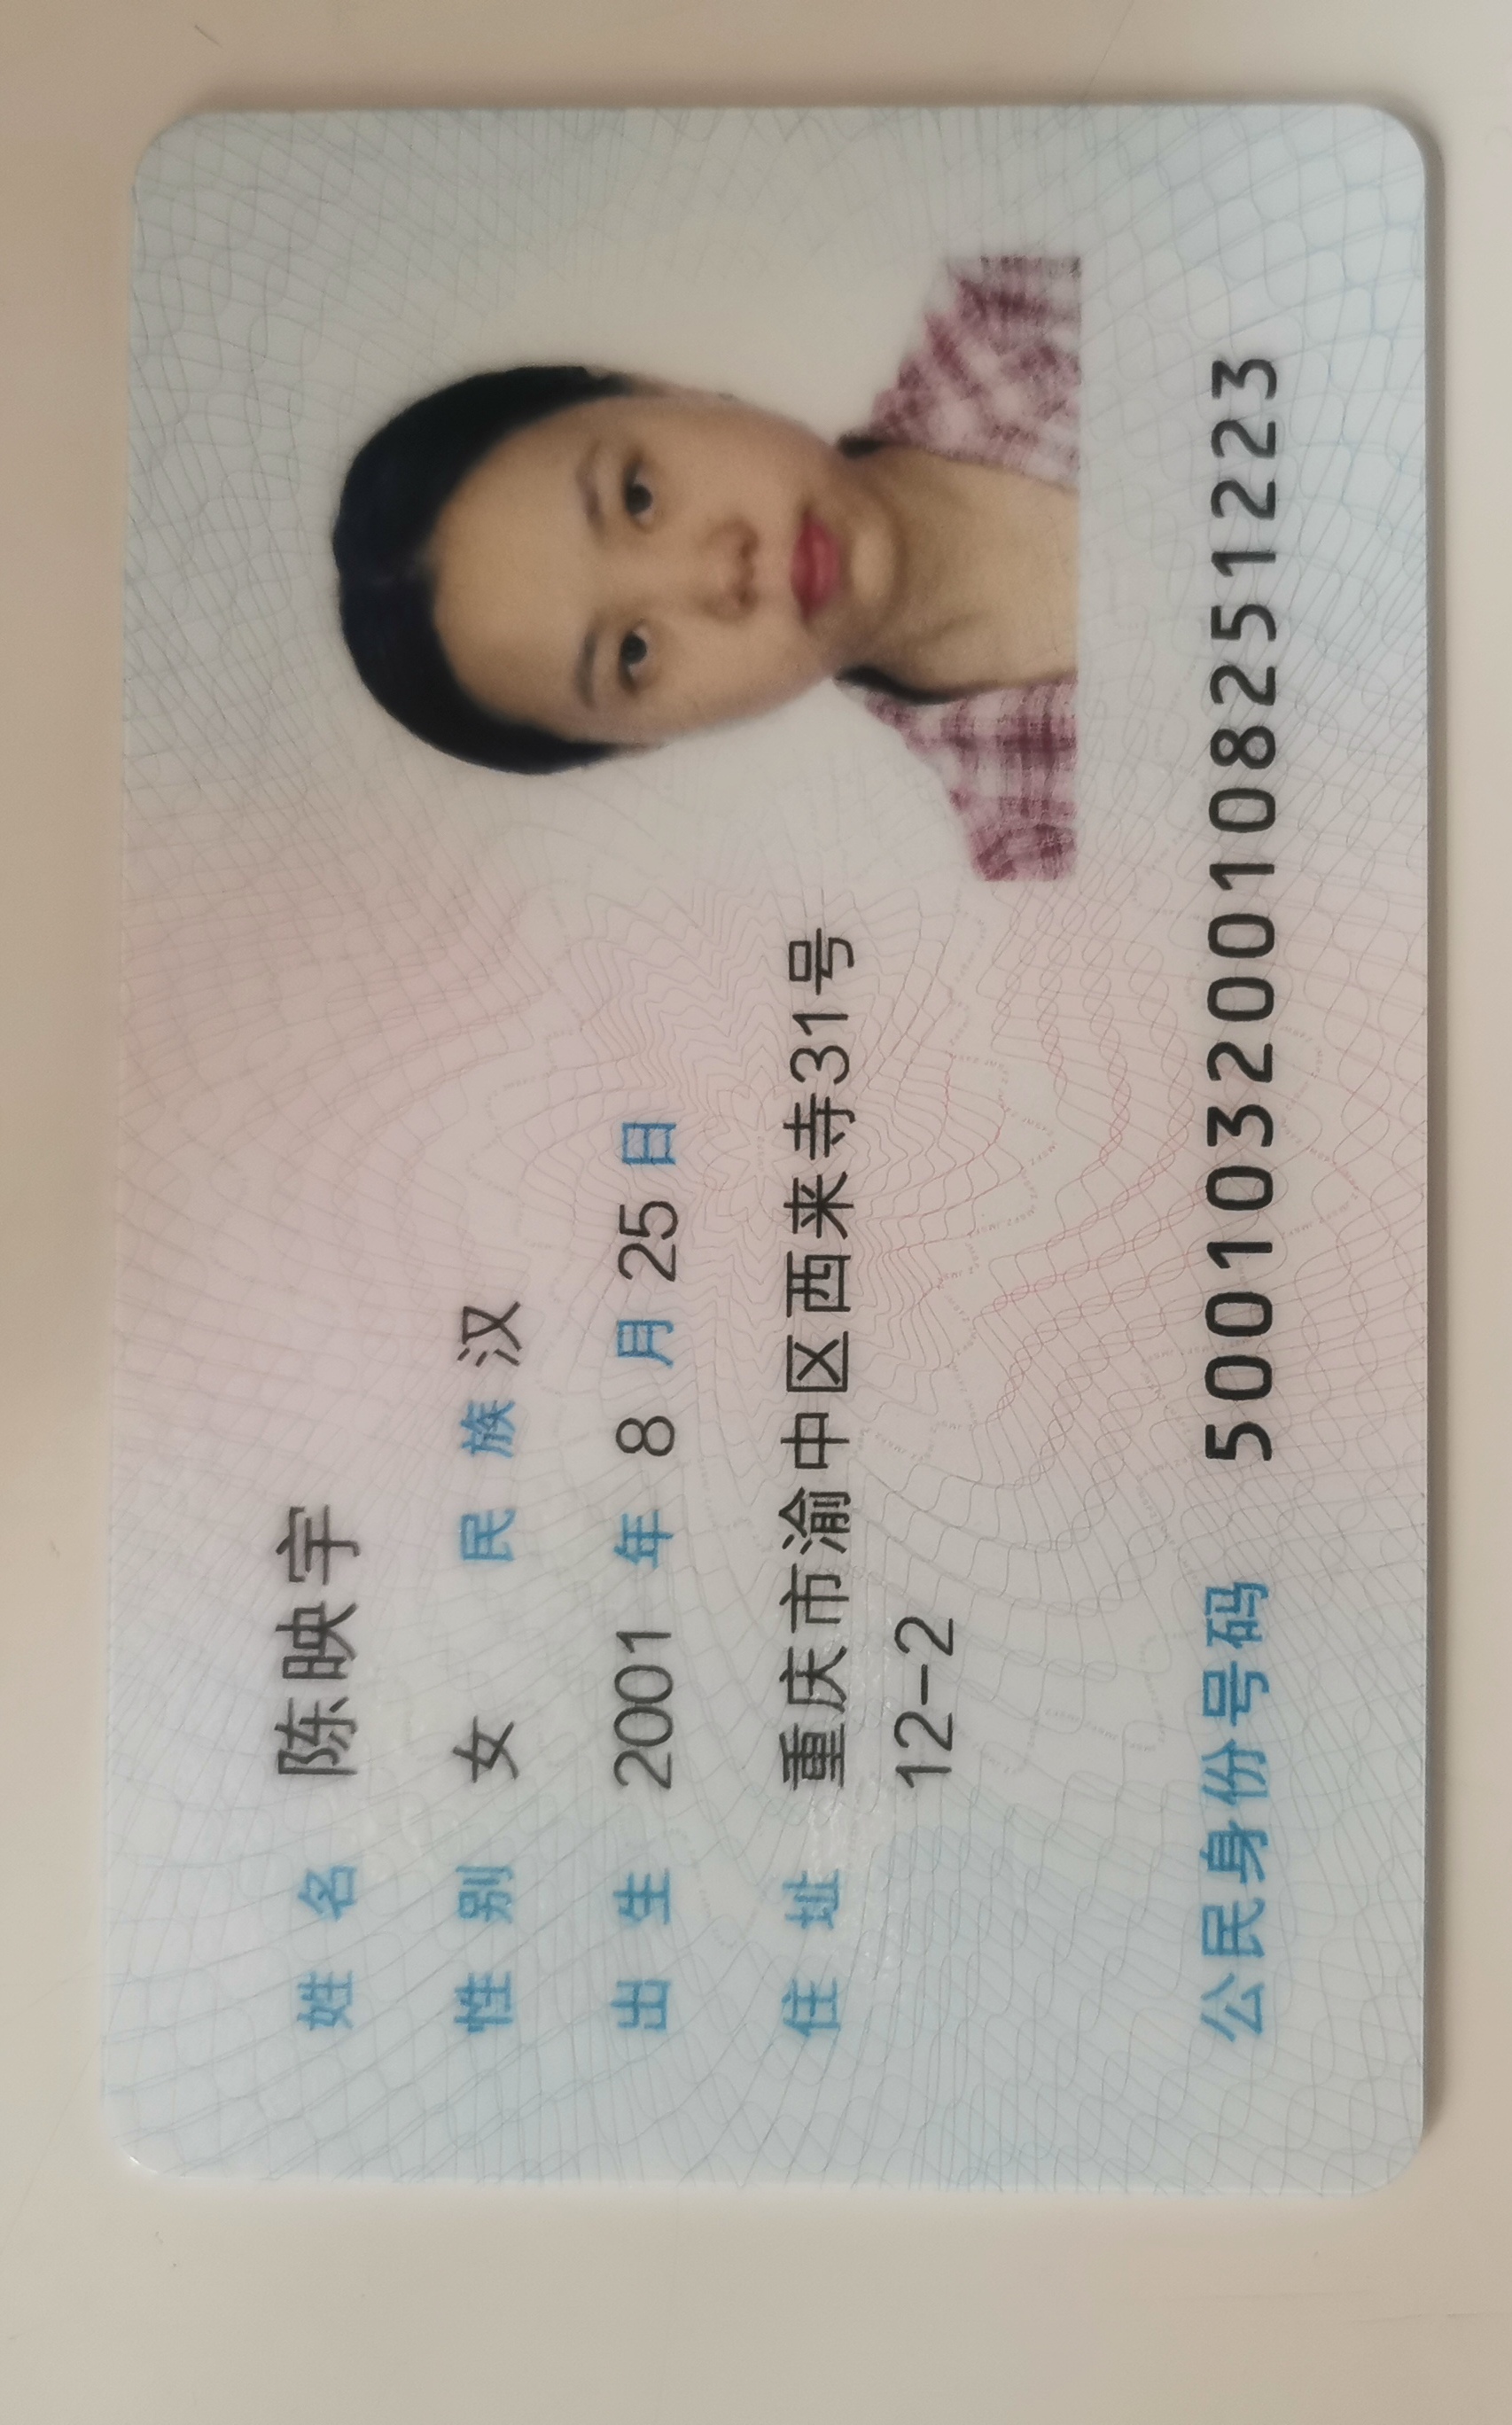 姓名 陈映宇
性别 女 民族 汉
出生 2001 年 8 月 25 日
住址 重庆市渝中区西来寺31号
12-2
公民身份号码 500103200108251223